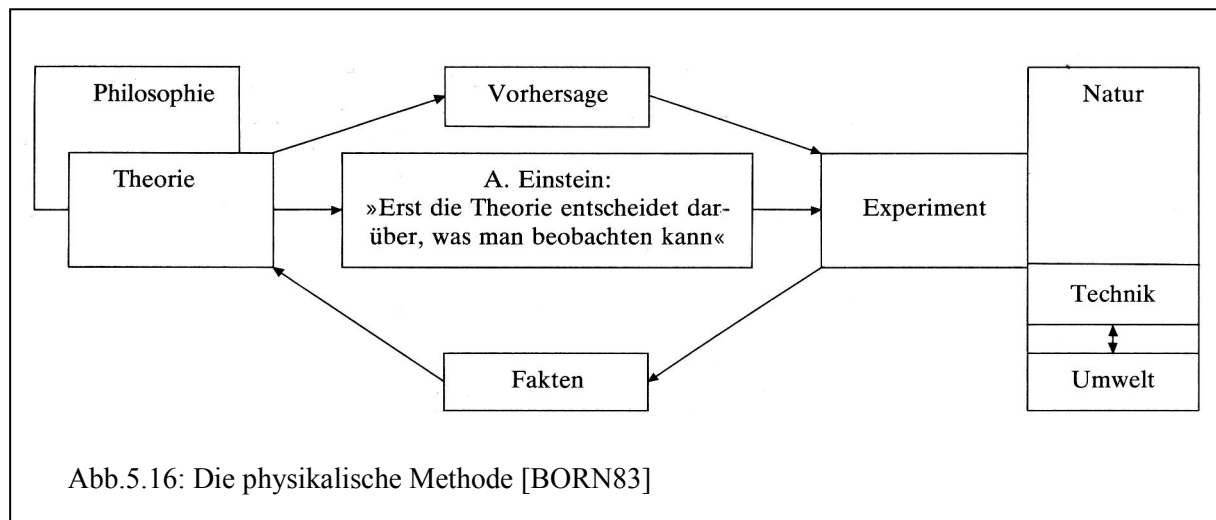 Philosophie
Vorhersage
Natur
Theorie
A. Einstein:
»Erst die Theorie entscheidet dar-
über, was man beobachten kann«
Experiment
Technik
Fakten
Umwelt
Abb.5.16: Die physikalische Methode [BORN83]